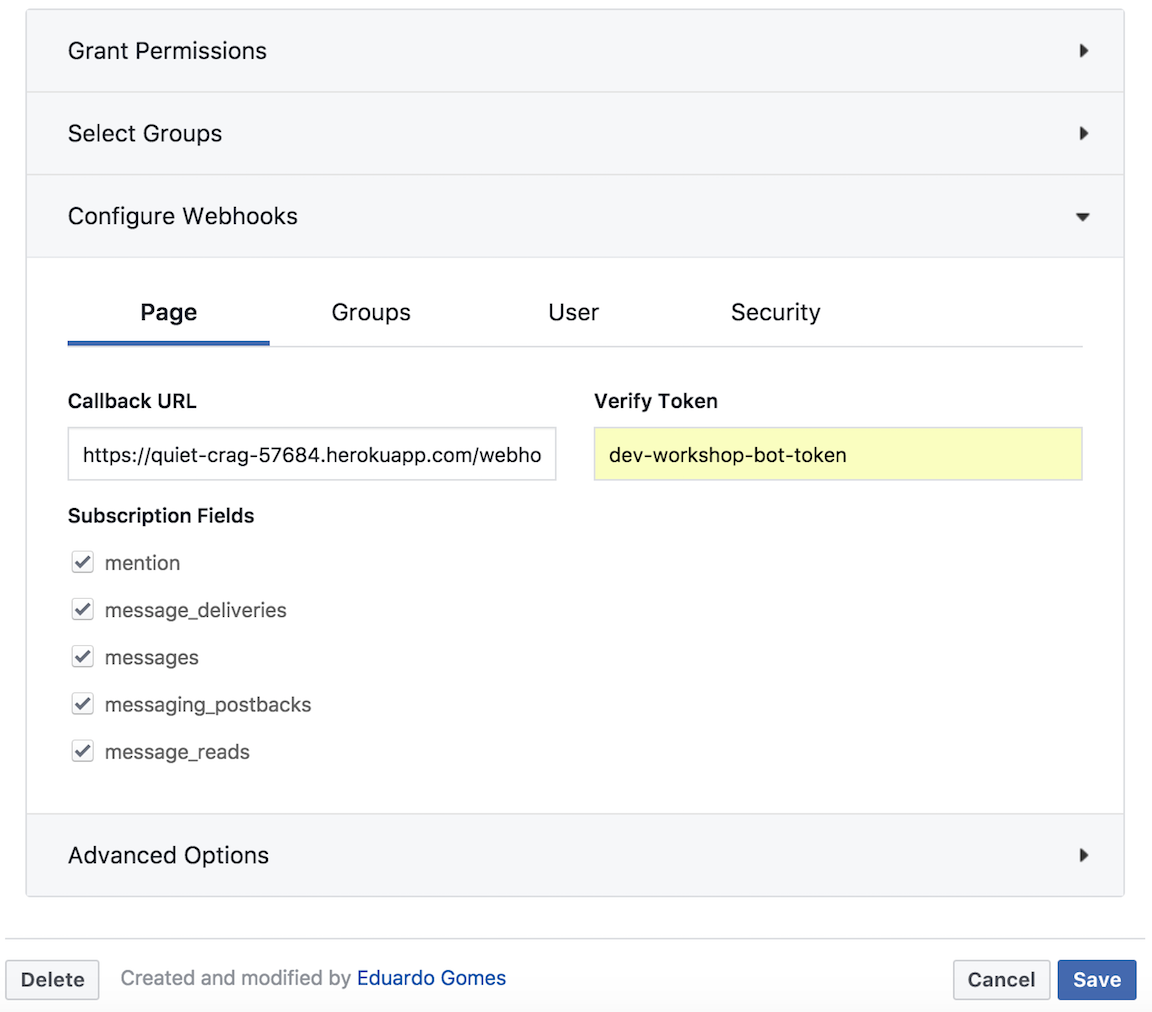 Grant Permissions
Select Groups
Configure Webhooks
Page Groups User Security
Callback URL Verify Token
https://quiet-crag-57684.herokuapp.com/webho dev-workshop-bot-token
Subscription Fields
mention
message_deliveries
messages
messaging_postbacks
message_reads
Advanced Options
Delete Created and modified by Eduardo Gomes Cancel Save